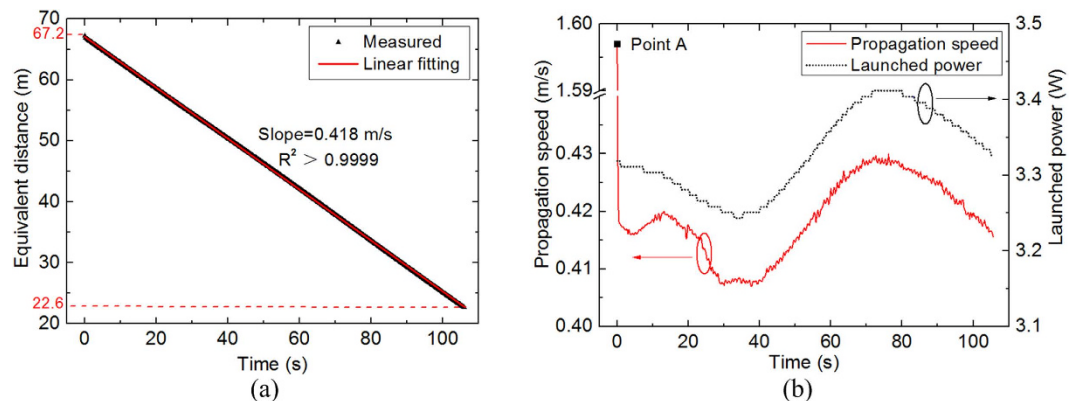 70
67.2
60
50
40
30
22.6
20
0
20
40
60
80
100
Equivalent distance (m)
Time (s)
Measured
Linear fitting
Slope=0.418 m/s
R² > 0.9999
(a)
1.60
1.59
0.43
0.42
0.41
0.40
Propagation speed (m/s)
Point A
Propagation speed
Launched power
3.5
3.4
3.3
3.2
3.1
Launched power (W)
0
20
40
60
80
100
Time (s)
(b)